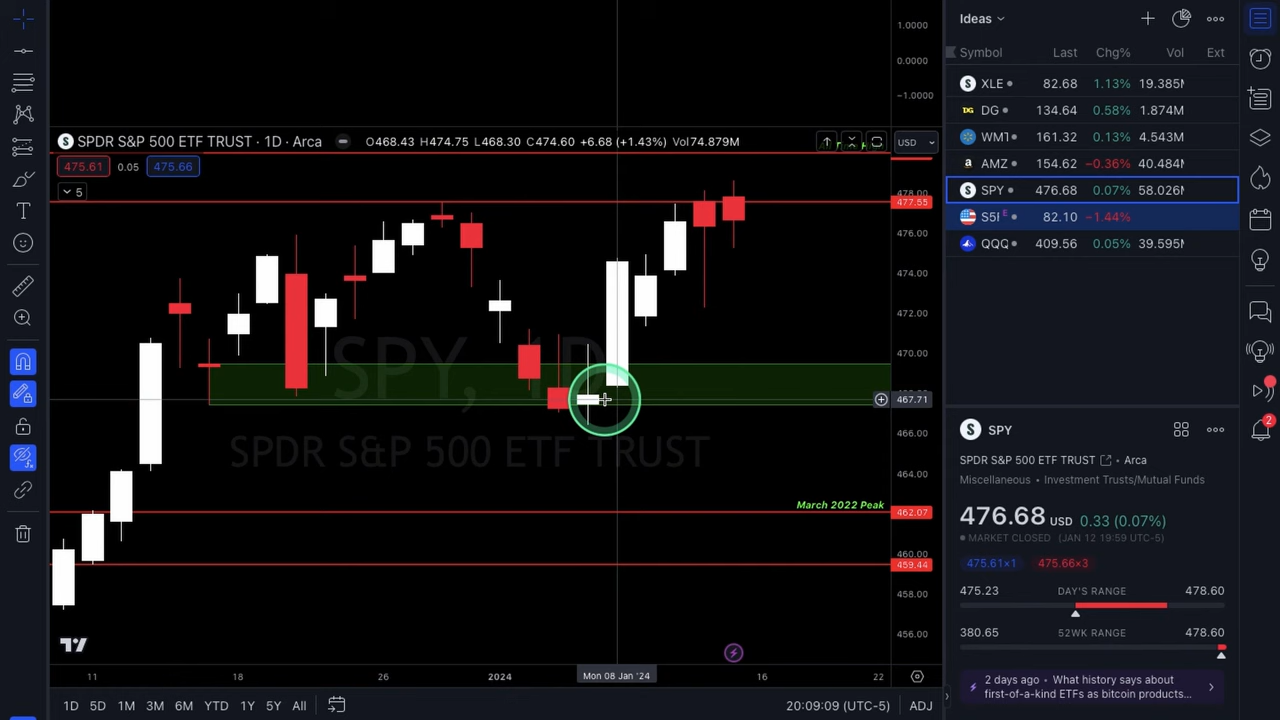 1.0000
0.0000
−1.0000
SPDR S&P 500 ETF TRUST · 1D · Arca
O468.43 H474.75 L468.30 C474.60 +6.68 (+1.43%) Vol74.879M
USD
475.61 0.05 475.66
5
478.00
477.55
476.00
474.00
472.00
470.00
SPY, 1D
467.71
466.00
SPDR S&P 500 ETF TRUST
464.00
March 2022 Peak
462.07
460.00
459.44
458.00
456.00
11 18 26 2024 Mon 08 Jan '24 16 22
1D 5D 1M 3M 6M YTD 1Y 5Y All
20:09:09 (UTC-5) ADJ
Ideas
Symbol Last Chg% Vol Ext
XLE 82.68 1.13% 19.385M
DG 134.64 0.58% 1.874M
WMT 161.32 0.13% 4.543M
AMZ 154.62 −0.36% 40.484M
SPY 476.68 0.07% 58.026M
S5I E 82.10 −1.44%
QQQ 409.56 0.05% 39.595M
SPY
SPDR S&P 500 ETF TRUST · Arca
Miscellaneous · Investment Trusts/Mutual Funds
476.68 USD 0.33 (0.07%)
MARKET CLOSED (JAN 12 19:59 UTC-5)
475.61×1 475.66×3
475.23 DAY'S RANGE 478.60
380.65 52WK RANGE 478.60
2 days ago · What history says about
first-of-a-kind ETFs as bitcoin products...
2